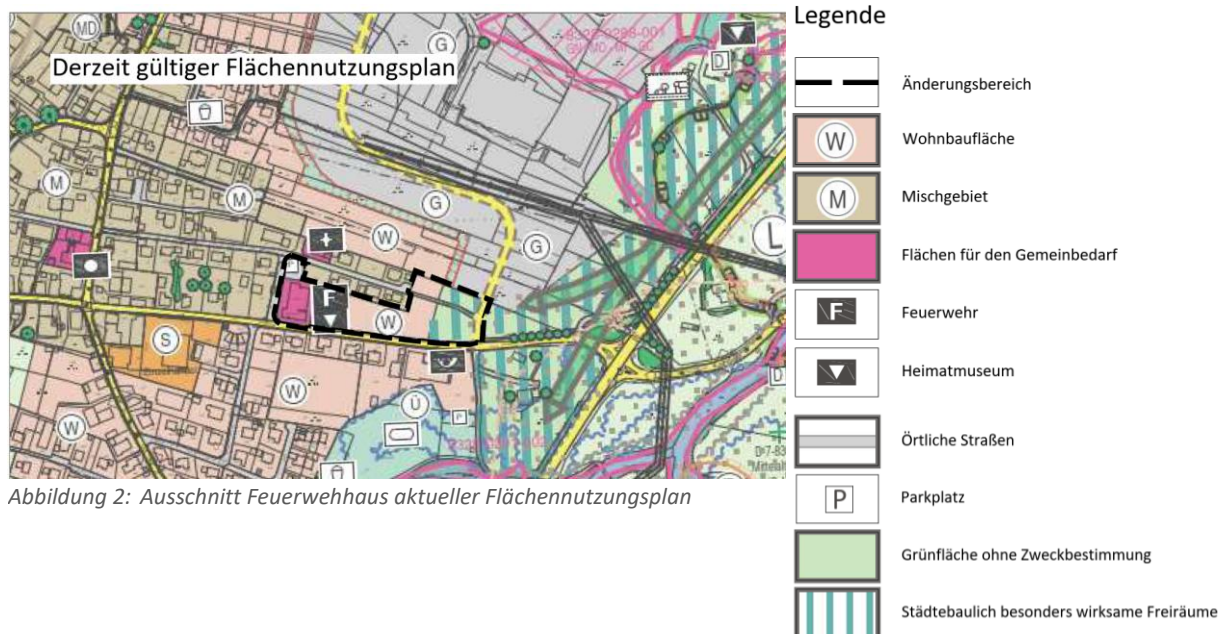 Derzeit gültiger Flächennutzungsplan
MD
G
D
M
M
G
W
G
L
F
W
S
W
W
Ü
P
D
Abbildung 2: Ausschnitt Feuerwehhaus aktueller Flächennutzungsplan
Legende
Änderungsbereich
W
Wohnbaufläche
M
Mischgebiet
Flächen für den Gemeinbedarf
F
Feuerwehr
Heimatmuseum
Örtliche Straßen
P
Parkplatz
Grünfläche ohne Zweckbestimmung
Städtebaulich besonders wirksame Freiräume